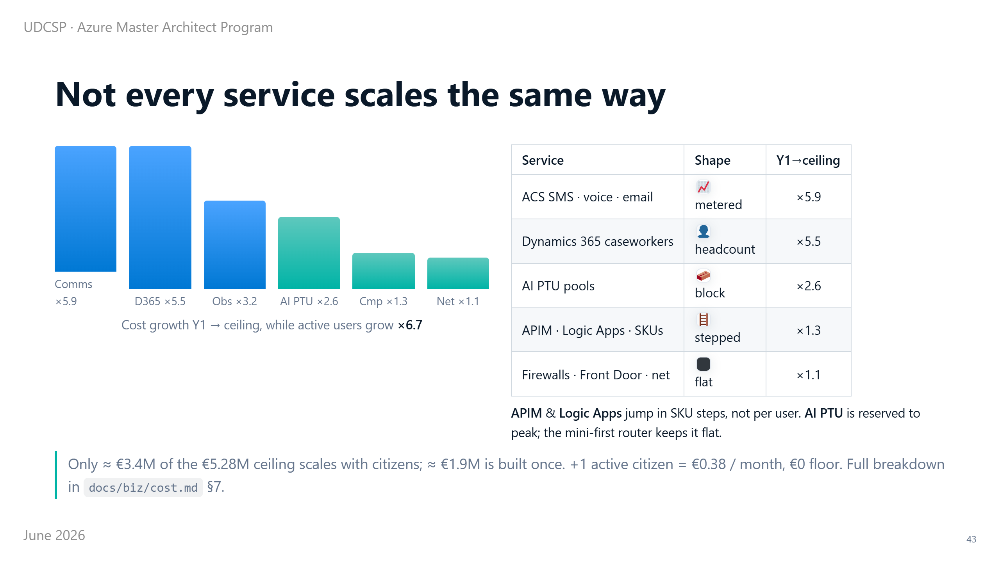 UDCSP · Azure Master Architect Program
Not every service scales the same way
Comms
×5.9
D365 ×5.5
Obs ×3.2
AI PTU ×2.6
Cmp ×1.3
Net ×1.1
Cost growth Y1 → ceiling, while active users grow ×6.7
Service Shape Y1→ceiling
ACS SMS · voice · email metered ×5.9
Dynamics 365 caseworkers headcount ×5.5
AI PTU pools block ×2.6
APIM · Logic Apps · SKUs stepped ×1.3
Firewalls · Front Door · net flat ×1.1
APIM & Logic Apps jump in SKU steps, not per user. AI PTU is reserved to
peak; the mini-first router keeps it flat.
Only ≈ €3.4M of the €5.28M ceiling scales with citizens; ≈ €1.9M is built once. +1 active citizen = €0.38 / month, €0 floor. Full breakdown
in docs/biz/cost.md §7.
June 2026
43